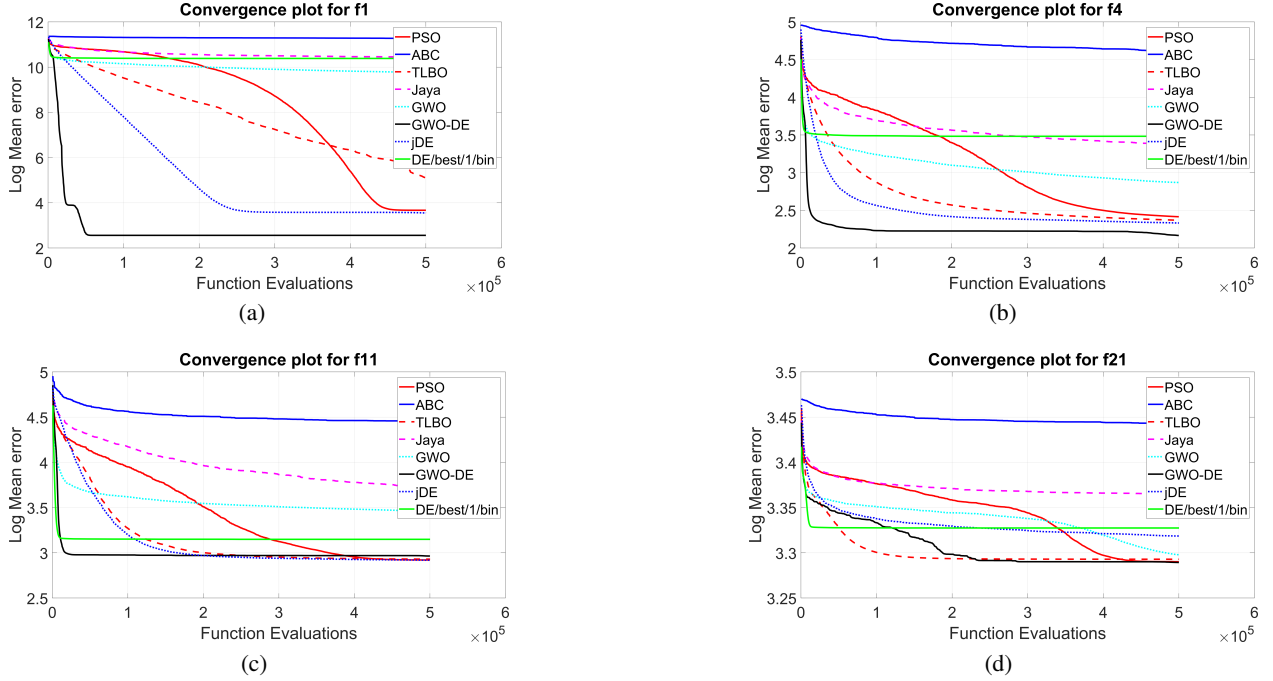 Convergence plot for f1
Log Mean error
12
10
8
6
4
2
0
1
2
3
4
5
6
Function Evaluations
×10^5
PSO
ABC
TLBO
Jaya
GWO
GWO-DE
jDE
DE/best/1/bin
(a)
Convergence plot for f4
Log Mean error
5
4.5
4
3.5
3
2.5
2
0
1
2
3
4
5
6
Function Evaluations
×10^5
PSO
ABC
TLBO
Jaya
GWO
GWO-DE
jDE
DE/best/1/bin
(b)
Convergence plot for f11
Log Mean error
5
4.5
4
3.5
3
2.5
0
1
2
3
4
5
6
Function Evaluations
×10^5
PSO
ABC
TLBO
Jaya
GWO
GWO-DE
jDE
DE/best/1/bin
(c)
Convergence plot for f21
Log Mean error
3.5
3.45
3.4
3.35
3.3
3.25
0
1
2
3
4
5
6
Function Evaluations
×10^5
PSO
ABC
TLBO
Jaya
GWO
GWO-DE
jDE
DE/best/1/bin
(d)